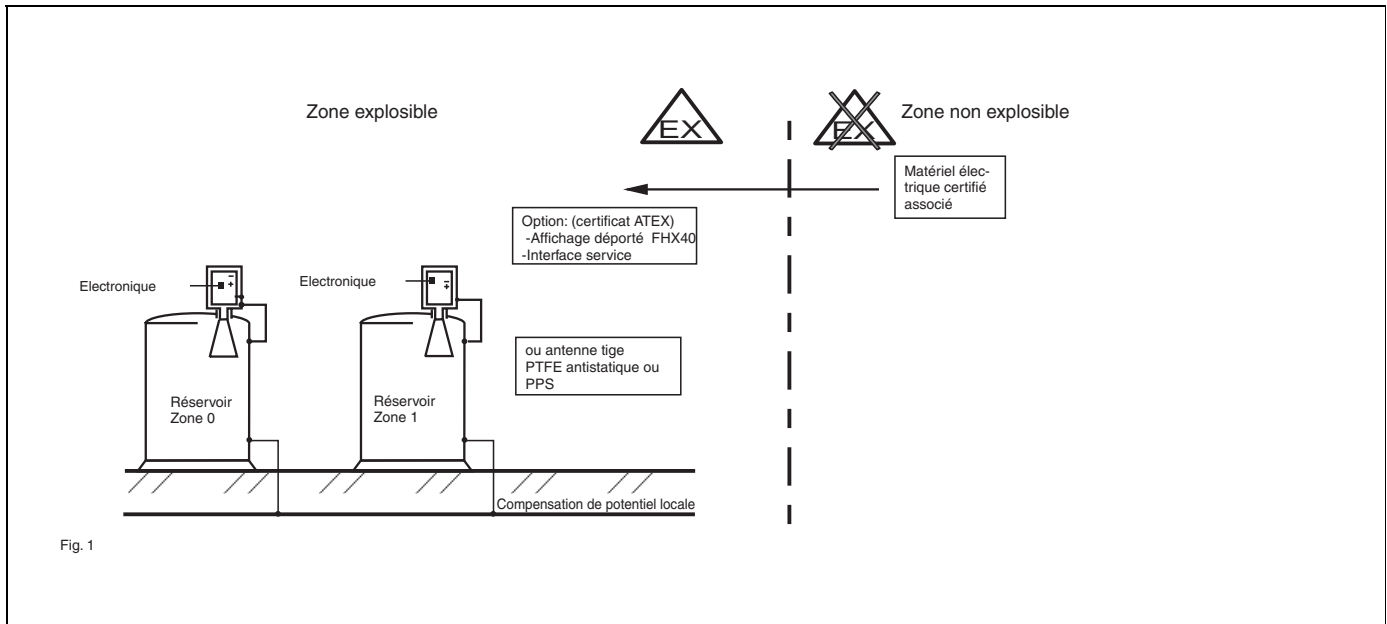 Zone explosible
EX
EX
Zone non explosible
Matériel élec-
trique certifié
associé
Option: (certificat ATEX)
-Affichage déporté FHX40
-Interface service
Electronique
- +
Electronique
- +
ou antenne tige
PTFE antistatique ou
PPS
Réservoir
Zone 0
Réservoir
Zone 1
Compensation de potentiel locale
Fig. 1